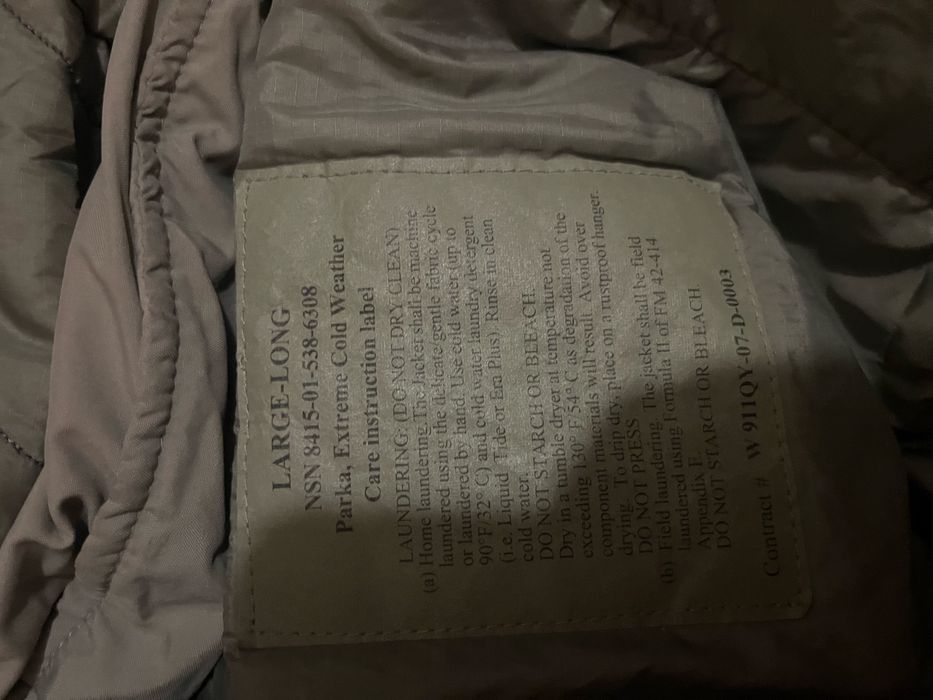 LARGE-LONG
NSN 8415-01-538-6308
Parka, Extreme Cold Weather
Care instruction label
LAUNDERING: (DO NOT DRY CLEAN)
(a) Home laundering. The Jacket shall be machine
laundered using the delicate/gentle fabric cycle
or laundered by hand. Use cold water (up to
90°F/32°C) and cold water laundry detergent
(i.e. Liquid Tide or Era Plus). Rinse in clean
cold water.
DO NOT STARCH OR BLEACH.
Dry in a tumble dryer at temperature not
exceeding 130° F/54° C as degradation of the
component materials will result. Avoid over
drying. To drip dry, place on a rustproof hanger.
DO NOT PRESS
(b) Field laundering. The jacket shall be field
laundered using Formula II of FM 42-414
Appendix F.
DO NOT STARCH OR BLEACH.
Contract # W 911QY-07-D-0003